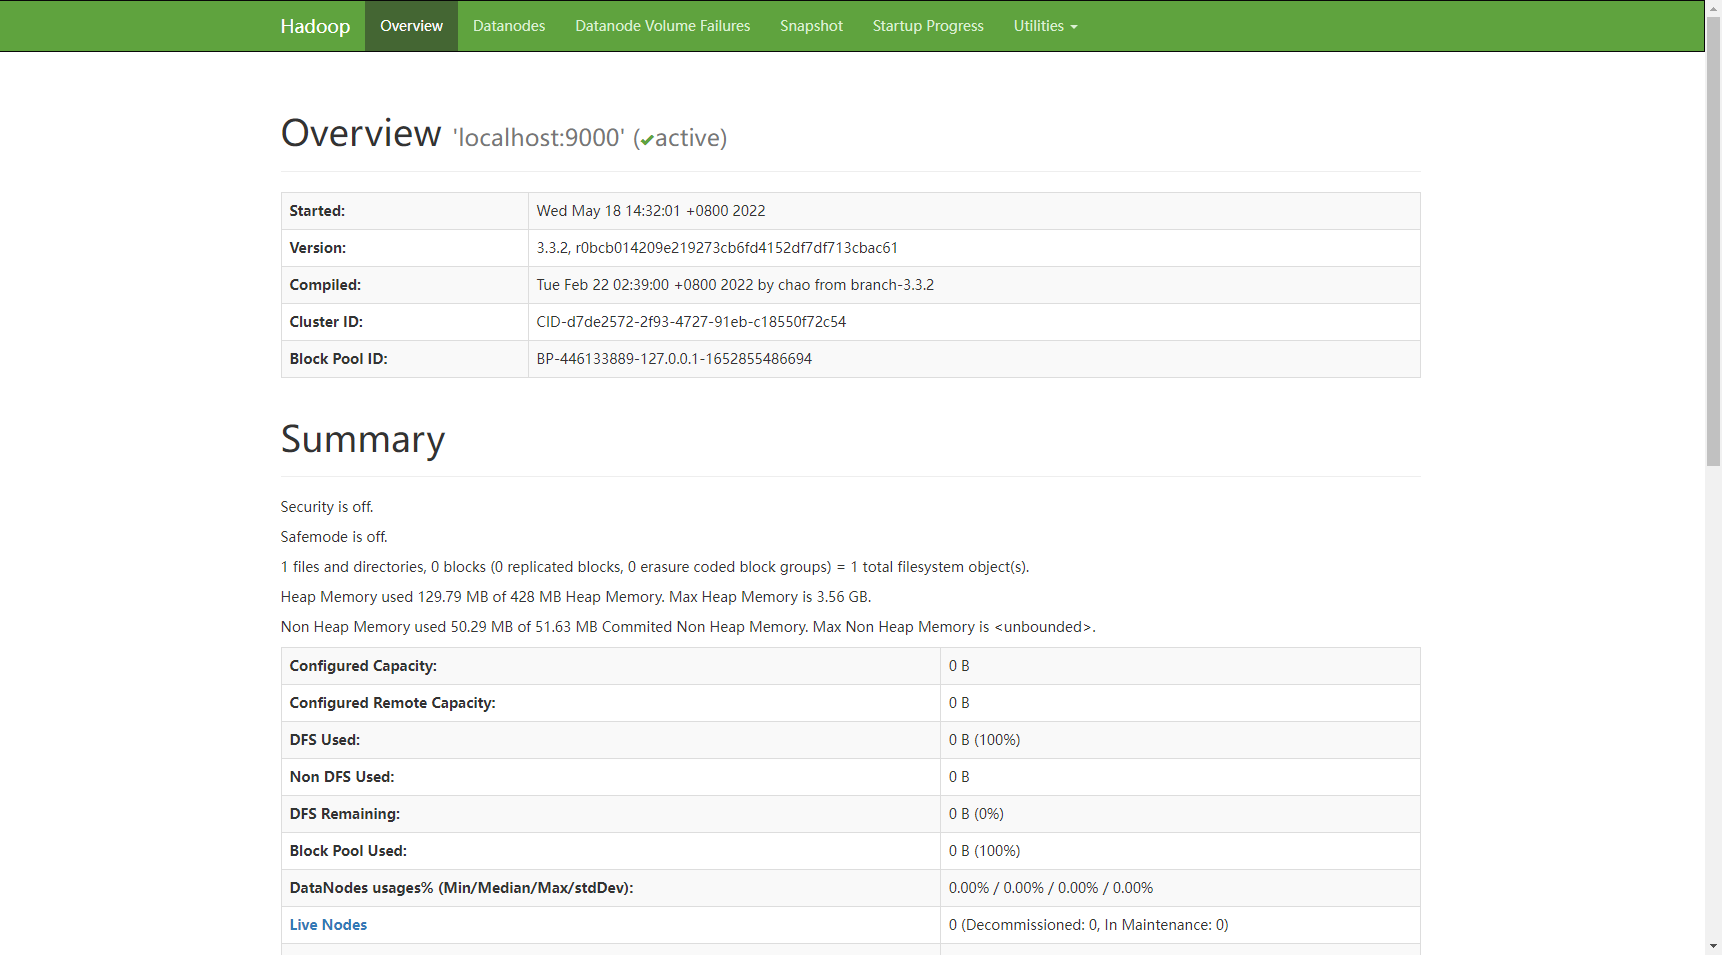 Hadoop Overview Datanodes Datanode Volume Failures Snapshot Startup Progress Utilities
Overview 'localhost:9000' (✔active)
Started: Wed May 18 14:32:01 +0800 2022
Version: 3.3.2, r0bcb014209e219273cb6fd4152df7df713cbac61
Compiled: Tue Feb 22 02:39:00 +0800 2022 by chao from branch-3.3.2
Cluster ID: CID-d7de2572-2f93-4727-91eb-c18550f72c54
Block Pool ID: BP-446133889-127.0.0.1-1652855486694
Summary
Security is off.
Safemode is off.
1 files and directories, 0 blocks (0 replicated blocks, 0 erasure coded block groups) = 1 total filesystem object(s).
Heap Memory used 129.79 MB of 428 MB Heap Memory. Max Heap Memory is 3.56 GB.
Non Heap Memory used 50.29 MB of 51.63 MB Commited Non Heap Memory. Max Non Heap Memory is <unbounded>.
Configured Capacity: 0 B
Configured Remote Capacity: 0 B
DFS Used: 0 B (100%)
Non DFS Used: 0 B
DFS Remaining: 0 B (0%)
Block Pool Used: 0 B (100%)
DataNodes usages% (Min/Median/Max/stdDev): 0.00% / 0.00% / 0.00% / 0.00%
Live Nodes 0 (Decommissioned: 0, In Maintenance: 0)